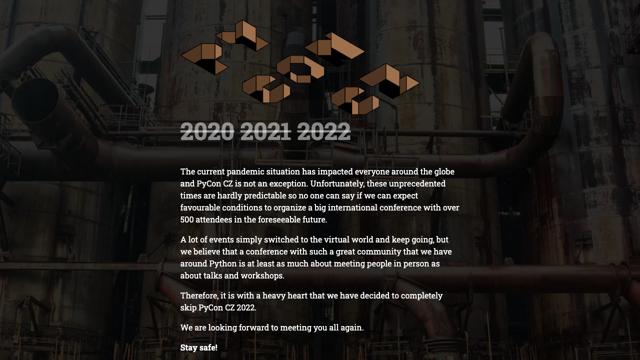 PyCon CZ
2020 2021 2022
The current pandemic situation has impacted everyone around the globe
and PyCon CZ is not an exception. Unfortunately, these unprecedented
times are hardly predictable so no one can say if we can expect
favourable conditions to organize a big international conference with over
500 attendees in the foreseeable future.
A lot of events simply switched to the virtual world and keep going, but
we believe that a conference with such a great community that we have
around Python is at least as much about meeting people in person as
about talks and workshops.
Therefore, it is with a heavy heart that we have decided to completely
skip PyCon CZ 2022.
We are looking forward to meeting you all again.
Stay safe!